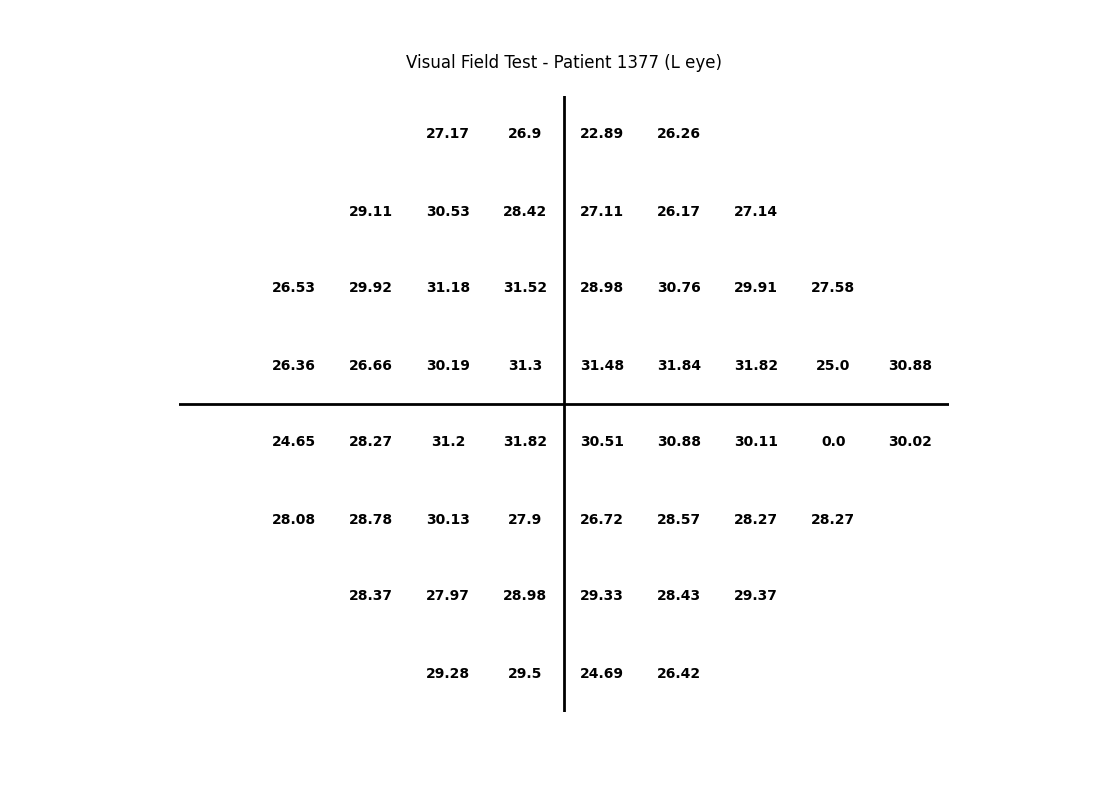 Visual Field Test - Patient 1377 (L eye)
27.17 26.9 22.89 26.26
29.11 30.53 28.42 27.11 26.17 27.14
26.53 29.92 31.18 31.52 28.98 30.76 29.91 27.58
26.36 26.66 30.19 31.3 31.48 31.84 31.82 25.0 30.88
24.65 28.27 31.2 31.82 30.51 30.88 30.11 0.0 30.02
28.08 28.78 30.13 27.9 26.72 28.57 28.27 28.27
28.37 27.97 28.98 29.33 28.43 29.37
29.28 29.5 24.69 26.42